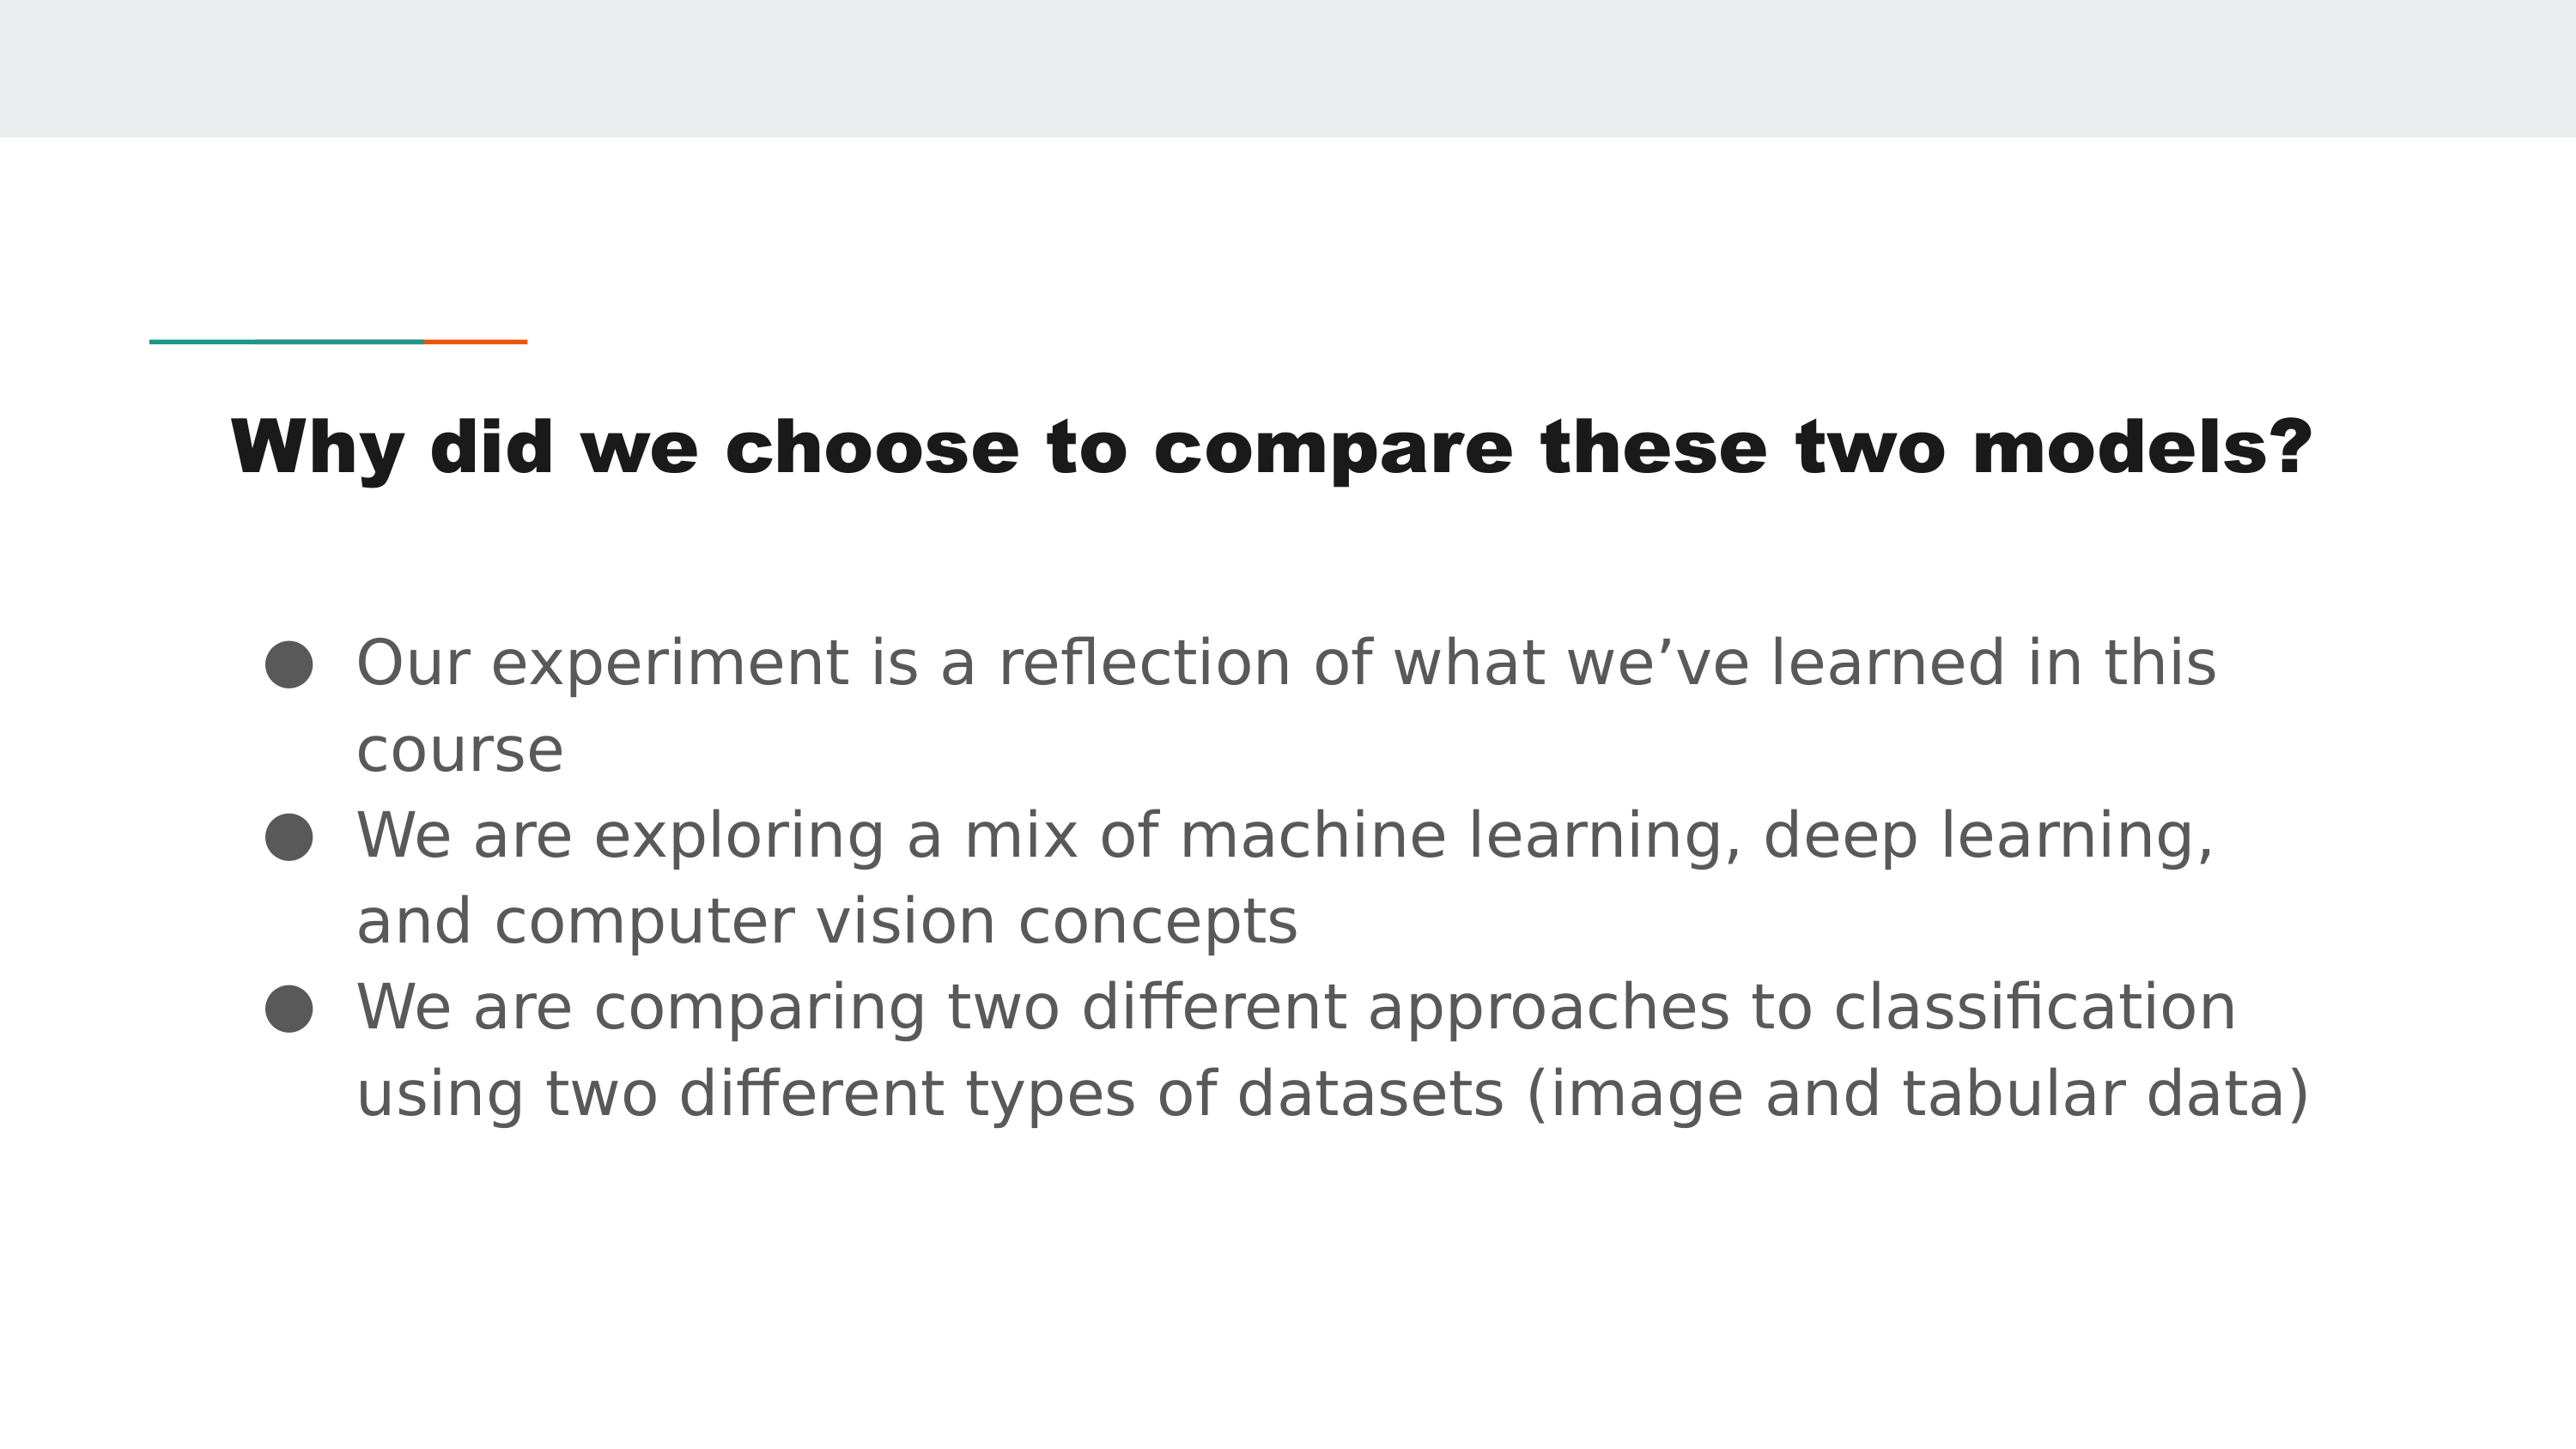 Why did we choose to compare these two models?
● Our experiment is a reflection of what we’ve learned in this
course
● We are exploring a mix of machine learning, deep learning,
and computer vision concepts
● We are comparing two different approaches to classification
using two different types of datasets (image and tabular data)